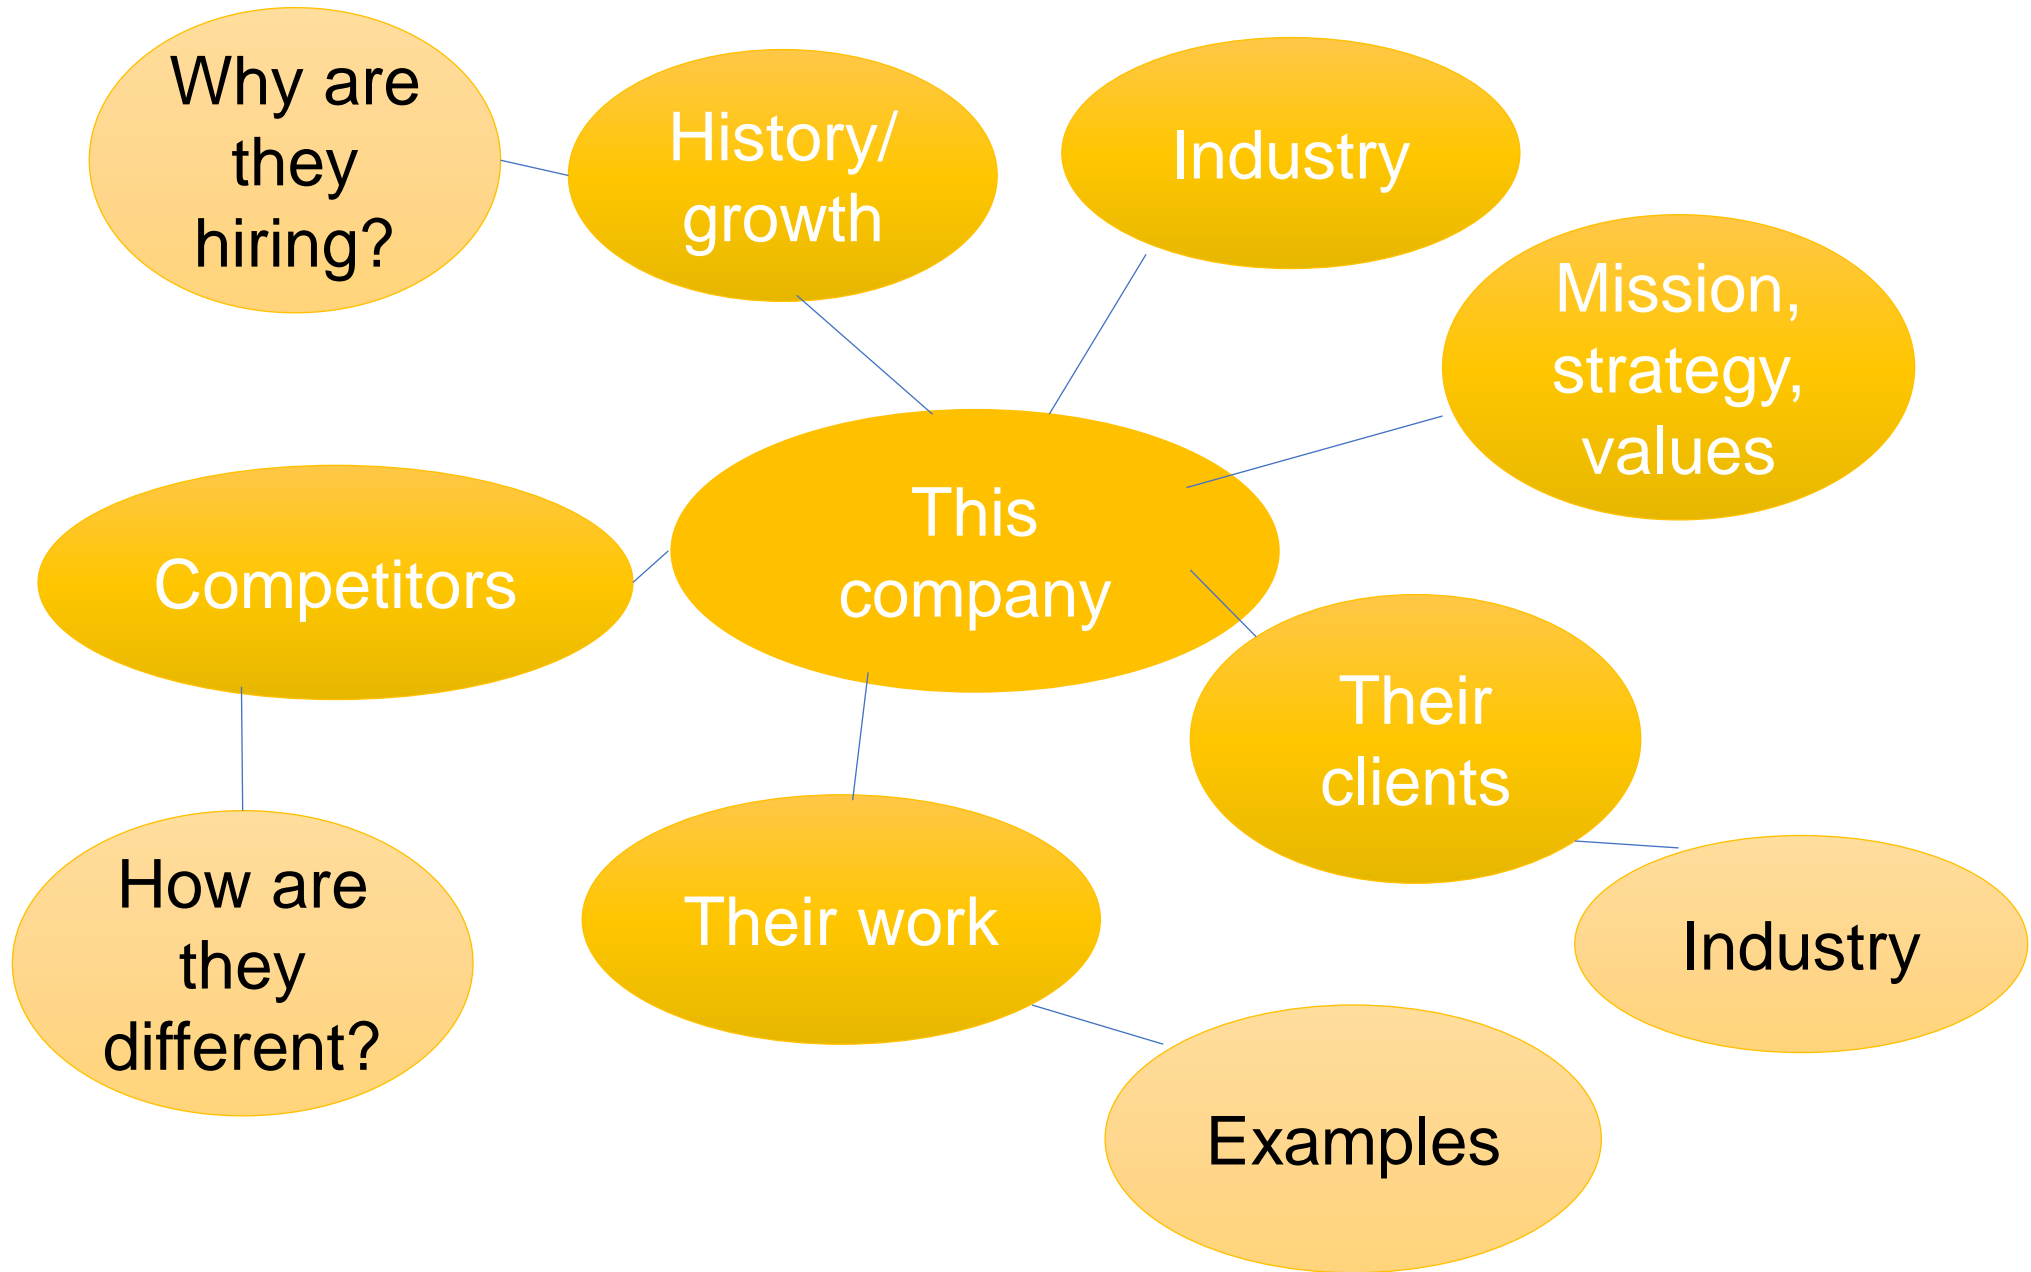 Why are
they
hiring?
History/
growth
Industry
Mission,
strategy,
values
This
company
Competitors
Their
clients
How are
they
different?
Their work
Industry
Examples